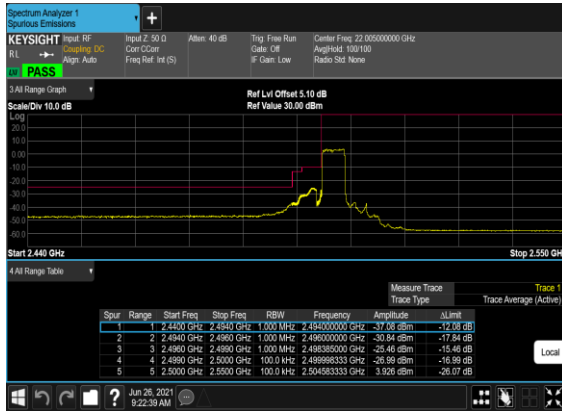 Spectrum Analyzer 1
Spurious Emissions
KEYSIGHT Input: RF Input Z: 50 Ω Atten: 40 dB Trig: Free Run Center Freq: 22.005000000 GHz
RL Coupling: DC Corr CCorr Gate: Off Avg|Hold: 100/100
Align: Auto Freq Ref: Int (S) IF Gain: Low Radio Std: None
PASS
3 All Range Graph
Ref Lvl Offset 5.10 dB
Scale/Div 10.0 dB Ref Value 30.00 dBm
Log
20.0
10.0
0.00
-10.0
-20.0
-30.0
-40.0
-50.0
-60.0
Start 2.440 GHz Stop 2.550 GH
4 All Range Table
Measure Trace Trace 1
Trace Type Trace Average (Active)
Spur Range Start Freq Stop Freq RBW Frequency Amplitude ΔLimit
1 1 2.4400 GHz 2.4940 GHz 1.000 MHz 2.494000000 GHz -37.08 dBm -12.08 dB
2 2 2.4940 GHz 2.4960 GHz 1.000 MHz 2.496000000 GHz -30.84 dBm -17.84 dB
3 3 2.4960 GHz 2.4990 GHz 1.000 MHz 2.498385000 GHz -25.46 dBm -15.46 dB
4 4 2.4990 GHz 2.5000 GHz 100.0 kHz 2.499998333 GHz -26.99 dBm -16.99 dB
5 5 2.5000 GHz 2.5500 GHz 100.0 kHz 2.504583333 GHz 3.926 dBm -26.07 dB
Local
Jun 26, 2021
9:22:39 AM